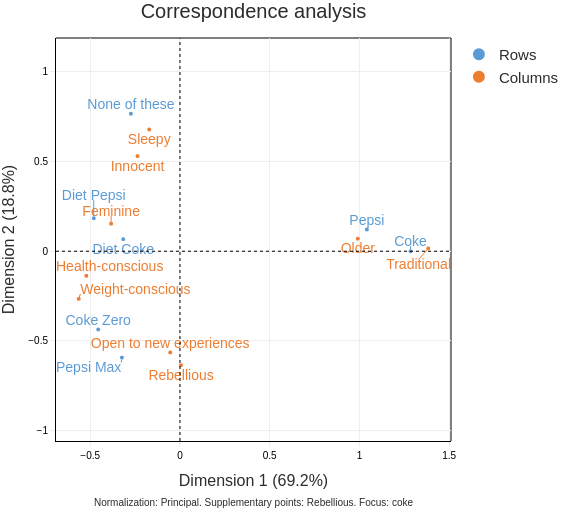 Correspondence analysis
Rows
Columns
Dimension 2 (18.8%)
1
0.5
0
−0.5
−1
None of these
Sleepy
Innocent
Diet Pepsi
Feminine
Pepsi
Diet Coke
Older
Coke
Health-conscious
Traditional
Weight-conscious
Coke Zero
Open to new experiences
Pepsi Max
Rebellious
−0.5
0
0.5
1
1.5
Dimension 1 (69.2%)
Normalization: Principal. Supplementary points: Rebellious. Focus: coke